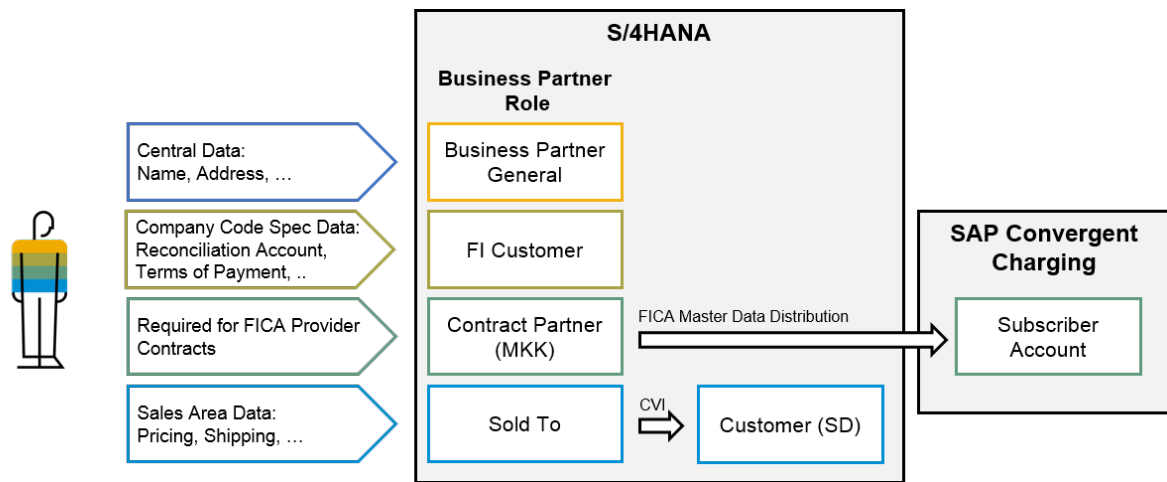 S/4HANA
Business Partner
Role
Central Data:
Name, Address, …
Business Partner
General
Company Code Spec Data:
Reconciliation Account,
Terms of Payment, ..
FI Customer
Required for FICA Provider
Contracts
Contract Partner
(MKK)
FICA Master Data Distribution
SAP Convergent
Charging
Subscriber
Account
Sales Area Data:
Pricing, Shipping, …
Sold To
CVI
Customer (SD)